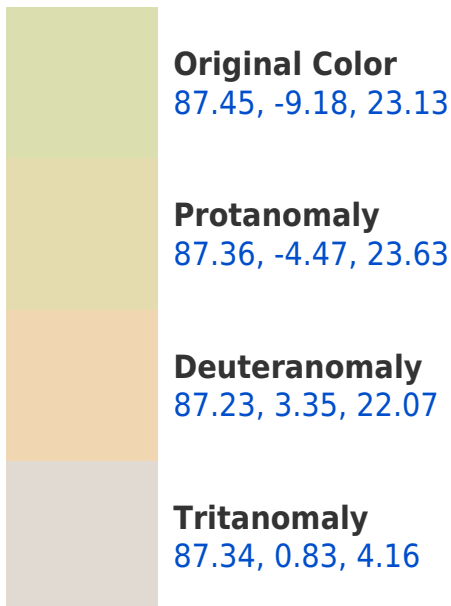 Original Color
87.45, -9.18, 23.13
Protanomaly
87.36, -4.47, 23.63
Deuteranomaly
87.23, 3.35, 22.07
Tritanomaly
87.34, 0.83, 4.16